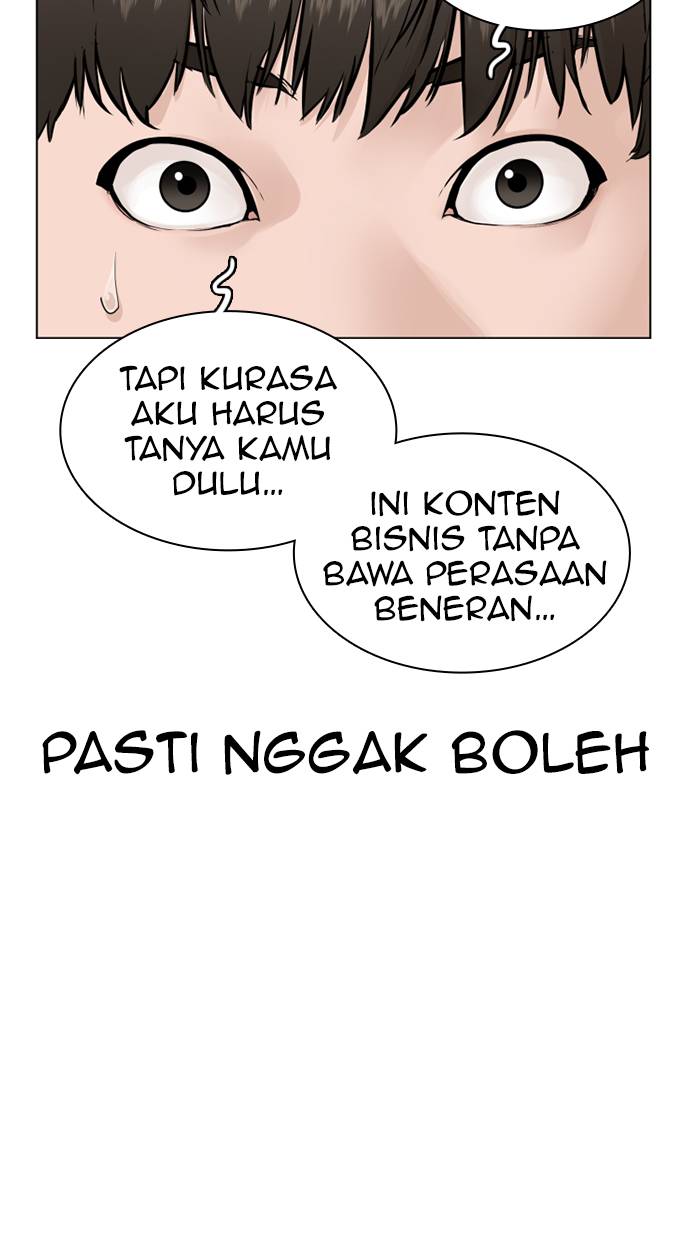 TAPI KURASA
AKU HARUS
TANYA KAMU
DULU...
INI KONTEN
BISNIS TANPA
BAWA PERASAAN
BENERAN...
PASTI NGGAK BOLEH